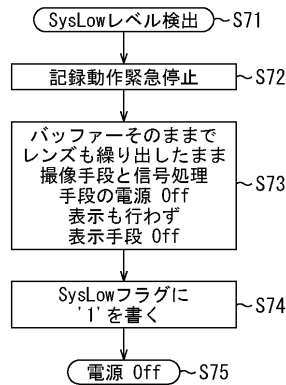 SysLowレベル検出 ~S71
記録動作緊急停止 ~S72
バッファーそのままで
レンズも繰り出したまま
撮像手段と信号処理
手段の電源 Off ~S73
表示も行わず
表示手段 Off
SysLowフラグに
'1'を書く ~S74
電源 Off ~S75